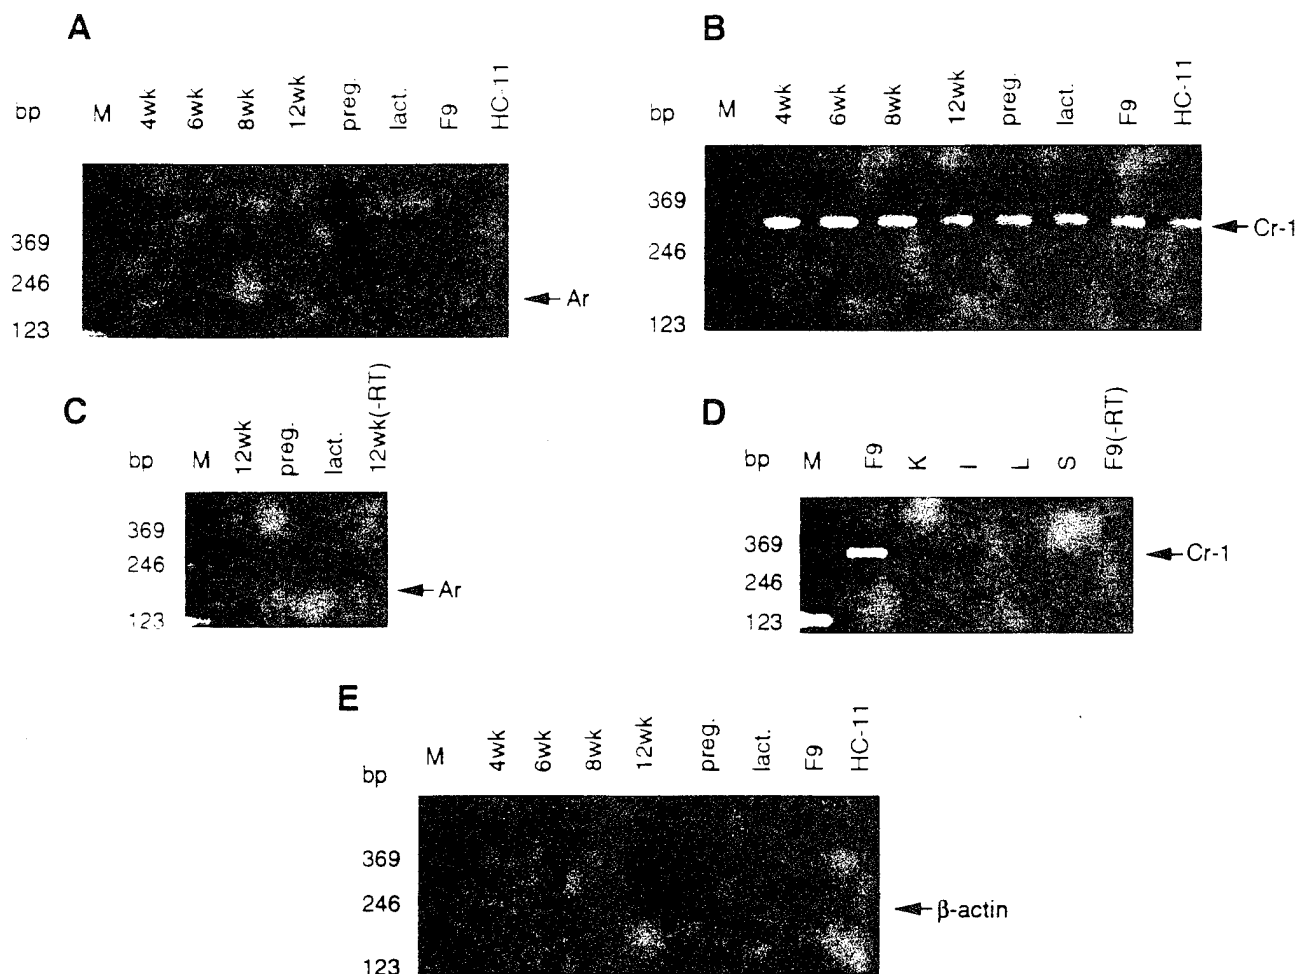 A
bp M 4wk 6wk 8wk 12wk preg. lact. F9 HC-11
369
246
Ar
123
B
bp M 4wk 6wk 8wk 12wk preg. lact. F9 HC-11
369
Cr-1
246
123
C
bp M 12wk preg. lact. 12wk(-RT)
369
246
Ar
123
D
bp M F9 K I L S F9(-RT)
369
Cr-1
246
123
E
bp M 4wk 6wk 8wk 12wk preg. lact. F9 HC-11
369
246
β-actin
123